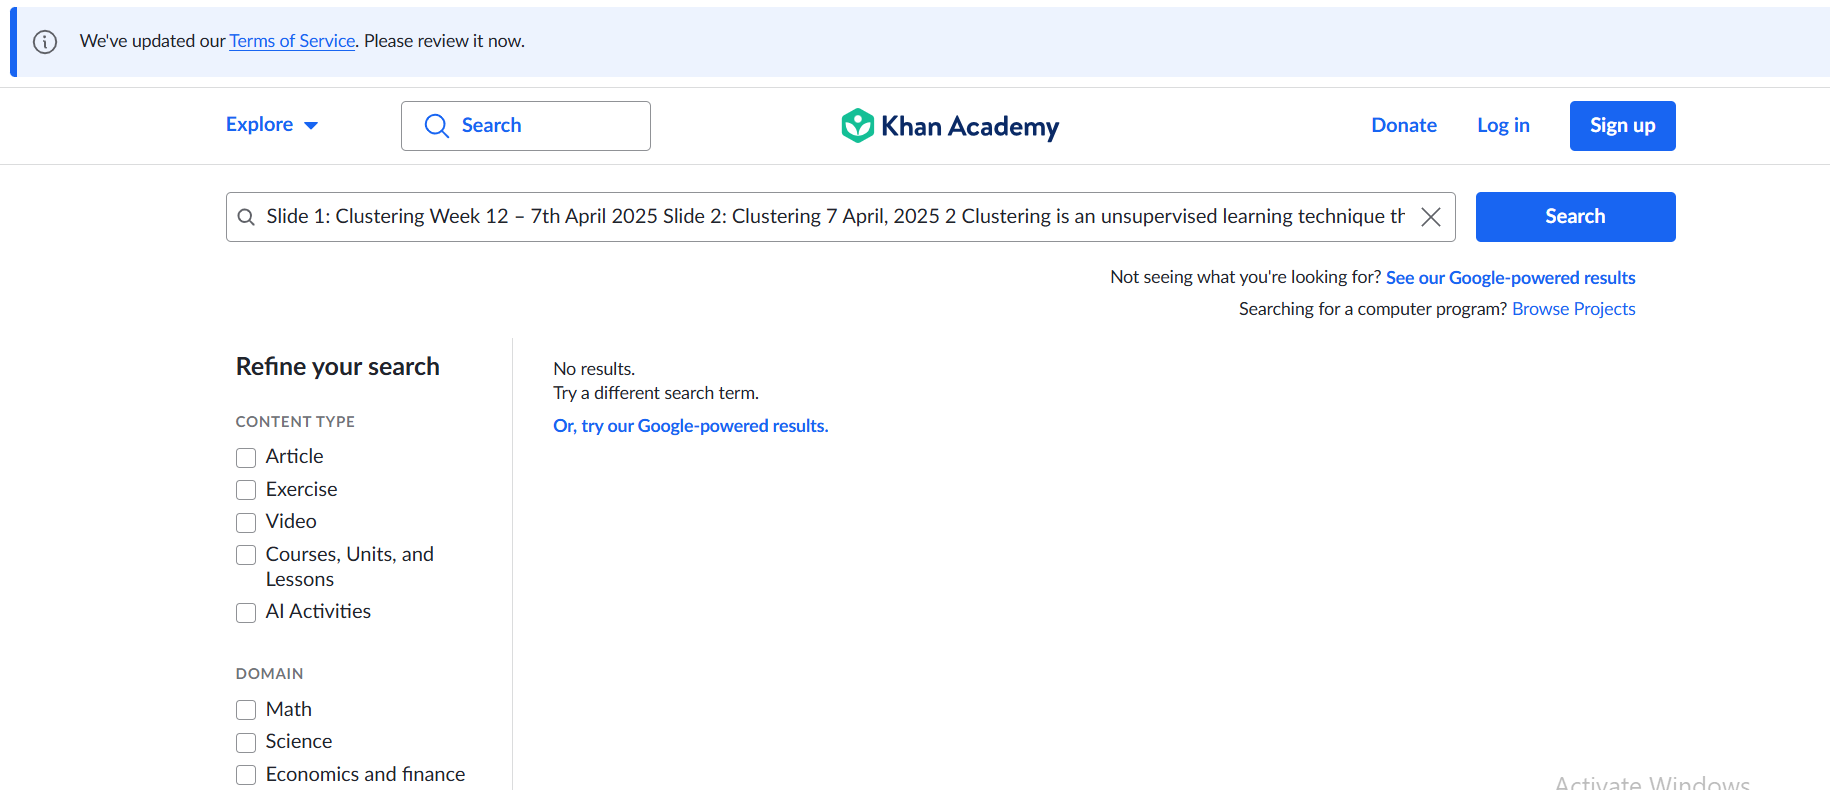 We've updated our Terms of Service. Please review it now.
Explore
Search
Khan Academy
Donate
Log in
Sign up
Slide 1: Clustering Week 12 – 7th April 2025 Slide 2: Clustering 7 April, 2025 2 Clustering is an unsupervised learning technique th
Search
Not seeing what you're looking for? See our Google-powered results
Searching for a computer program? Browse Projects
Refine your search
CONTENT TYPE
Article
Exercise
Video
Courses, Units, and
Lessons
AI Activities
DOMAIN
Math
Science
Economics and finance
No results.
Try a different search term.
Or, try our Google-powered results.
Activate Windows